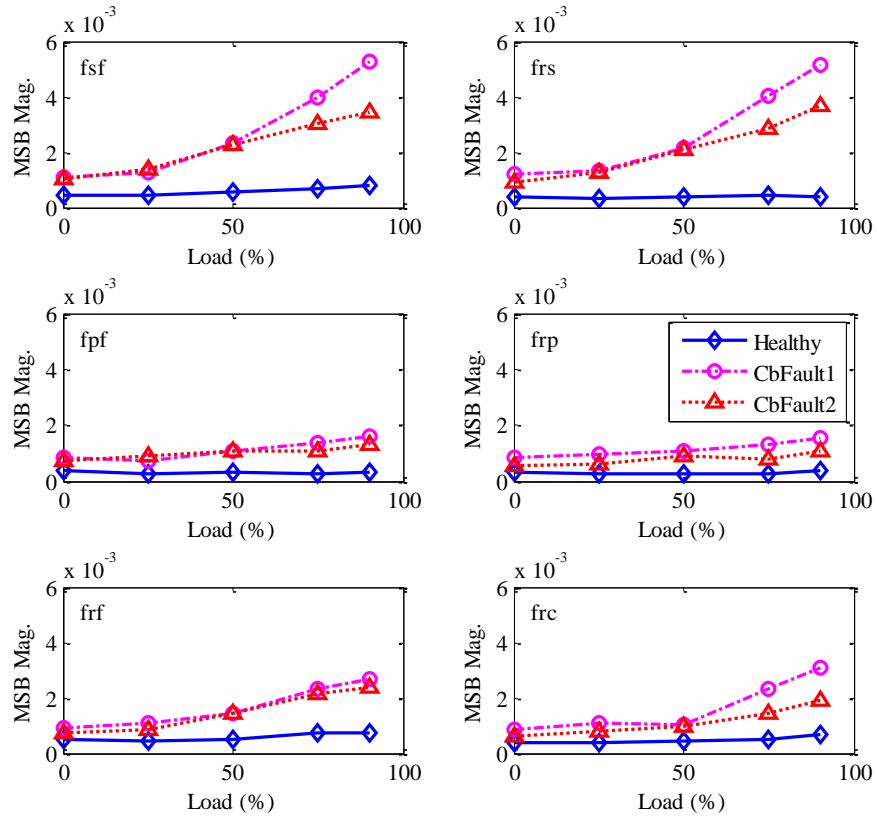 x 10-3
x 10-3
6
4
2
0
fsf
MSB Mag.
0
50
100
Load (%)
6
4
2
0
frs
MSB Mag.
0
50
100
Load (%)
x 10-3
x 10-3
6
4
2
0
fpf
MSB Mag.
0
50
100
Load (%)
6
4
2
0
frp
MSB Mag.
Healthy
CbFault1
CbFault2
0
50
100
Load (%)
x 10-3
x 10-3
6
4
2
0
frf
MSB Mag.
0
50
100
Load (%)
6
4
2
0
frc
MSB Mag.
0
50
100
Load (%)